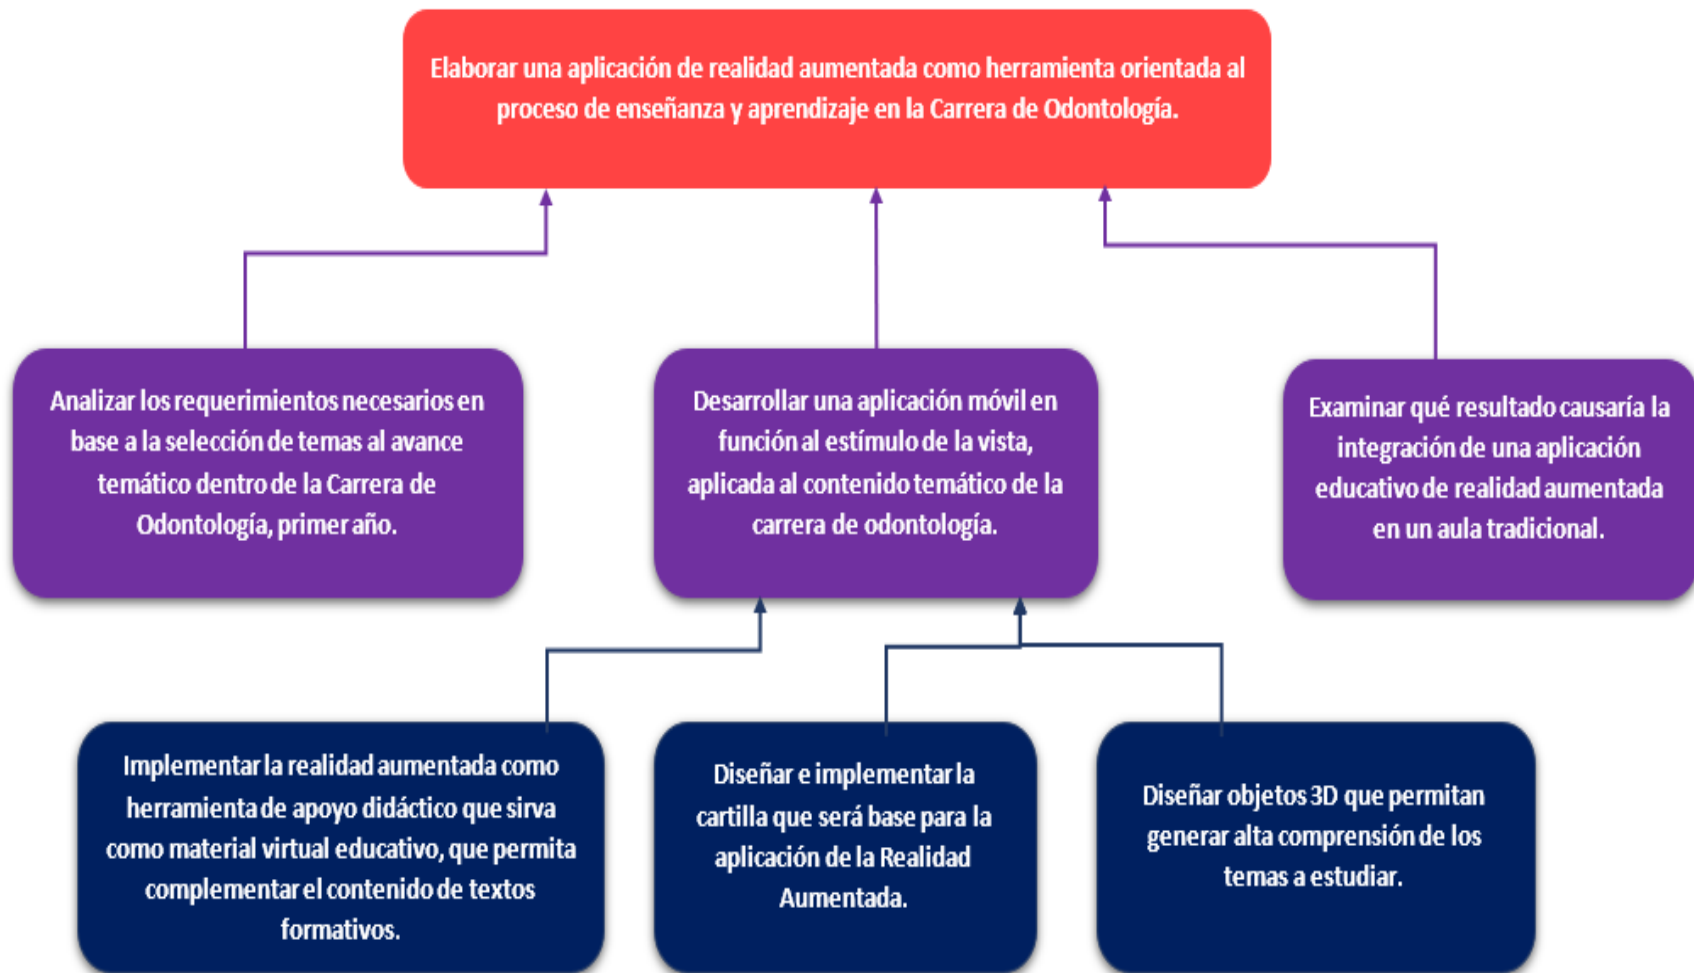 Elaborar una aplicación de realidad aumentada como herramienta orientada al
proceso de enseñanza y aprendizaje en la Carrera de Odontología.
Analizar los requerimientos necesarios en
base a la selección de temas al avance
temático dentro de la Carrera de
Odontología, primer año.
Desarrollar una aplicación móvil en
función al estímulo de la vista,
aplicada al contenido temático de la
carrera de odontología.
Examinar qué resultado causaría la
integración de una aplicación
educativo de realidad aumentada
en un aula tradicional.
Implementar la realidad aumentada como
herramienta de apoyo didáctico que sirva
como material virtual educativo, que permita
complementar el contenido de textos
formativos.
Diseñar e implementar la
cartilla que será base para la
aplicación de la Realidad
Aumentada.
Diseñar objetos 3D que permitan
generar alta comprensión de los
temas a estudiar.